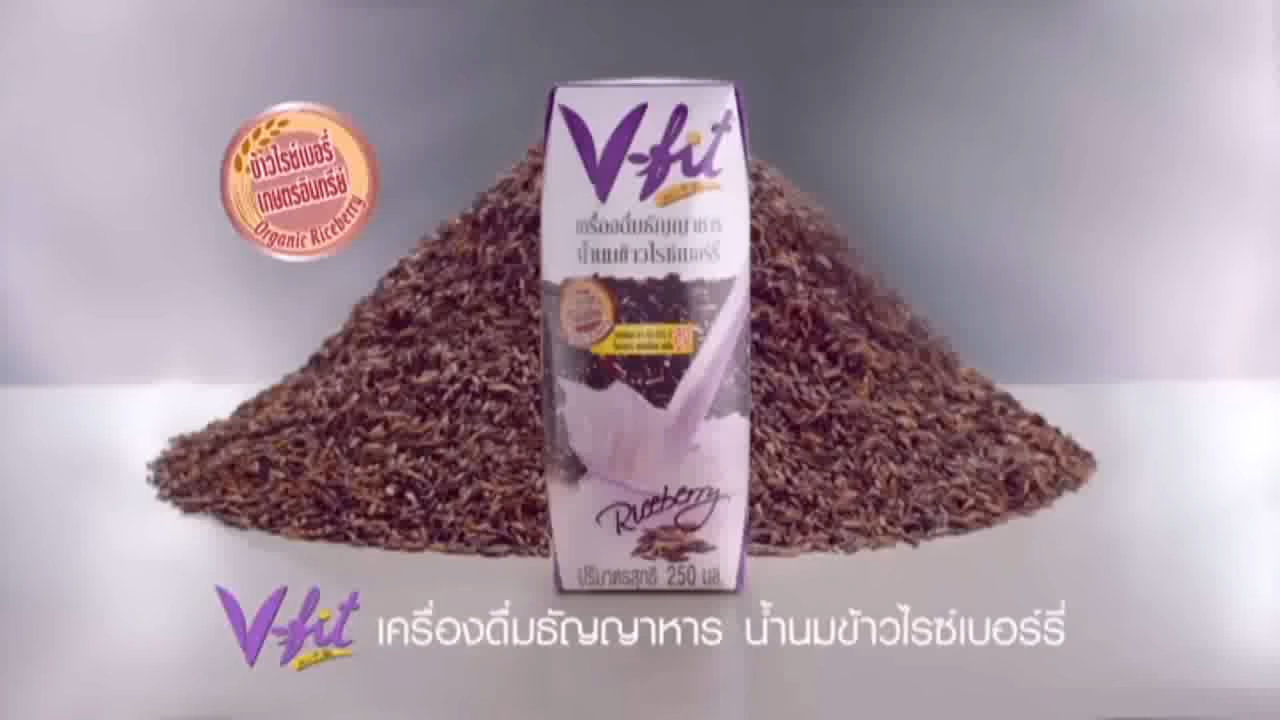 ข้าวไรซ์เบอรี่
เกษตรอินทรีย์
Organic Riceberry
V-fit
เครื่องดื่มธัญญาหาร
น้ำนมข้าวไรซ์เบอร์รี่
Riceberry
ปริมาตรสุทธิ 250 มล.
V-fit เครื่องดื่มธัญญาหาร น้ำนมข้าวไรซ์เบอร์รี่